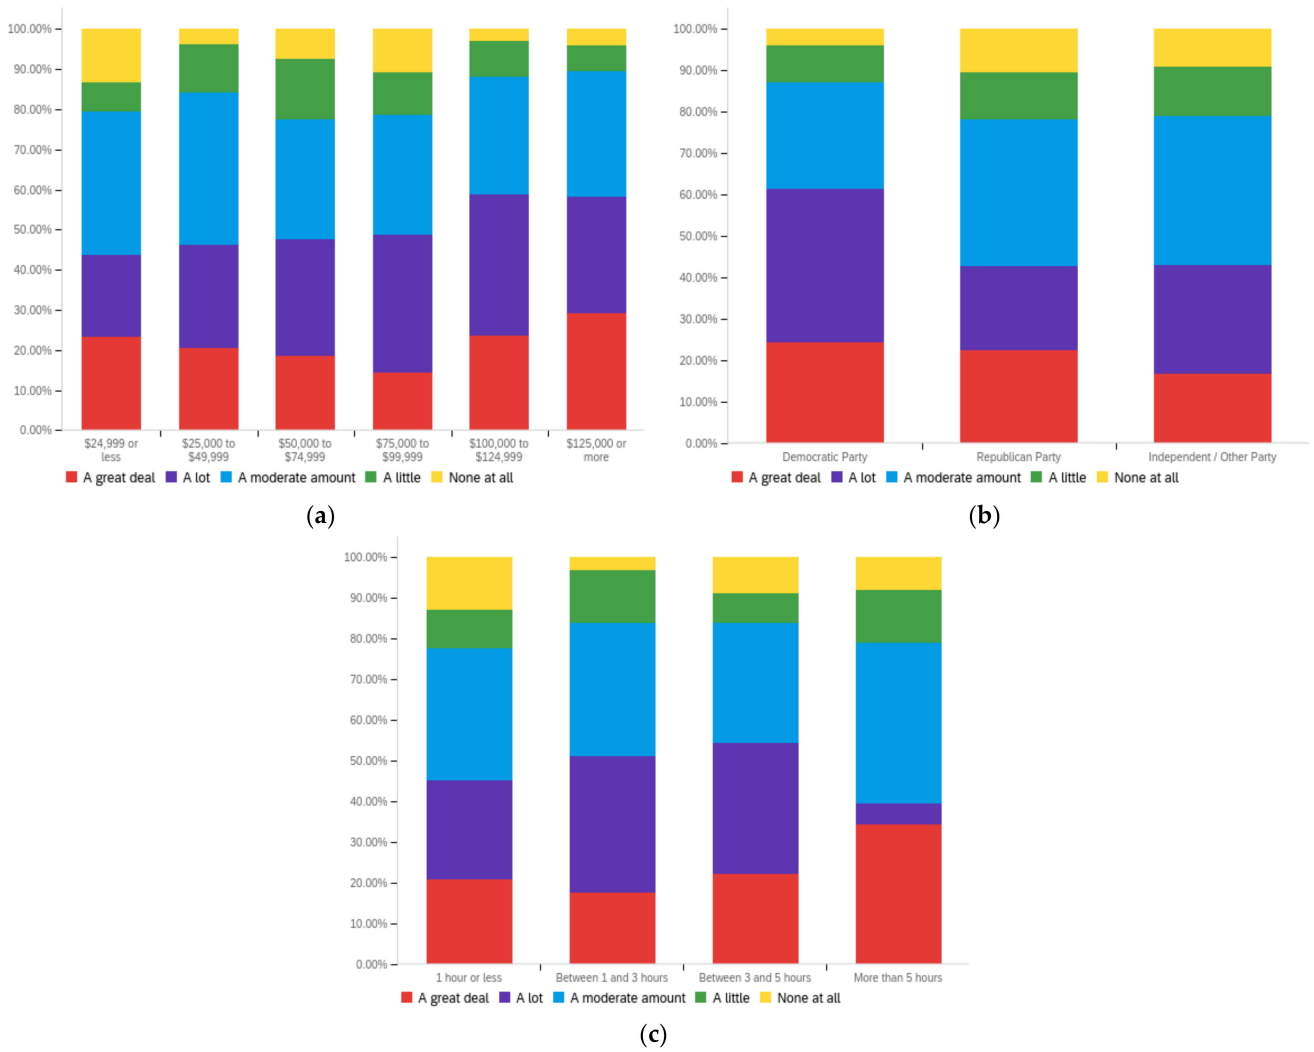 100.00%
90.00%
80.00%
70.00%
60.00%
50.00%
40.00%
30.00%
20.00%
10.00%
0.00%
$24,999 or less
$25,000 to $49,999
$50,000 to $74,999
$75,000 to $99,999
$100,000 to $124,999
$125,000 or more
A great deal A lot A moderate amount A little None at all
(a)
100.00%
90.00%
80.00%
70.00%
60.00%
50.00%
40.00%
30.00%
20.00%
10.00%
0.00%
Democratic Party Republican Party Independent / Other Party
A great deal A lot A moderate amount A little None at all
(b)
100.00%
90.00%
80.00%
70.00%
60.00%
50.00%
40.00%
30.00%
20.00%
10.00%
0.00%
1 hour or less Between 1 and 3 hours Between 3 and 5 hours More than 5 hours
A great deal A lot A moderate amount A little None at all
(c)